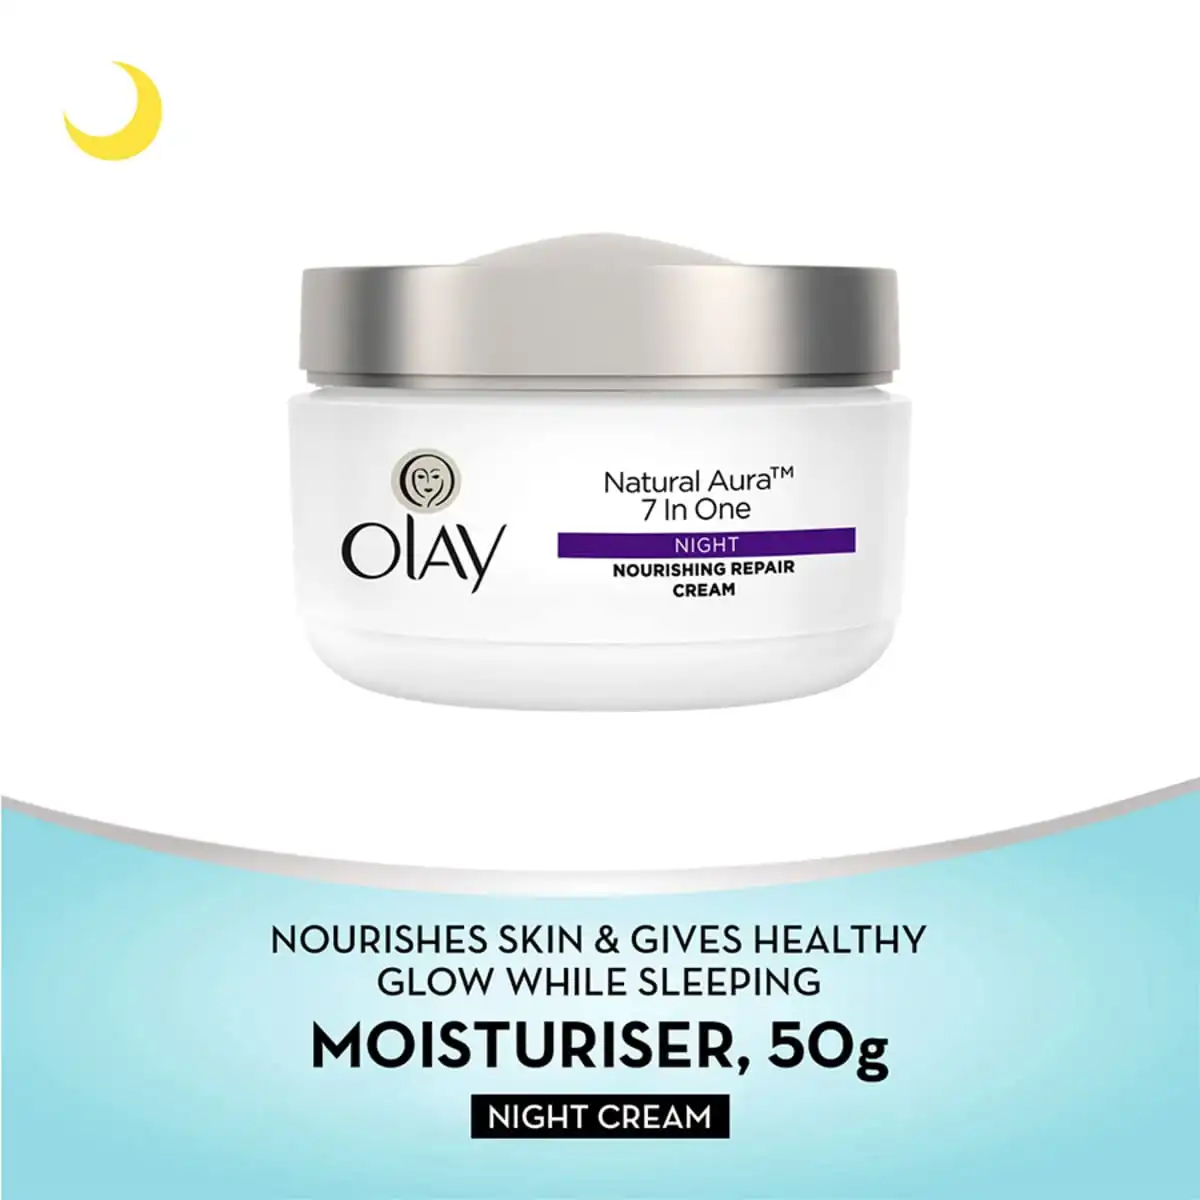 OLAY
Natural Aura™
7 In One
NIGHT
NOURISHING REPAIR
CREAM
NOURISHES SKIN & GIVES HEALTHY
GLOW WHILE SLEEPING
MOISTURISER, 50g
NIGHT CREAM